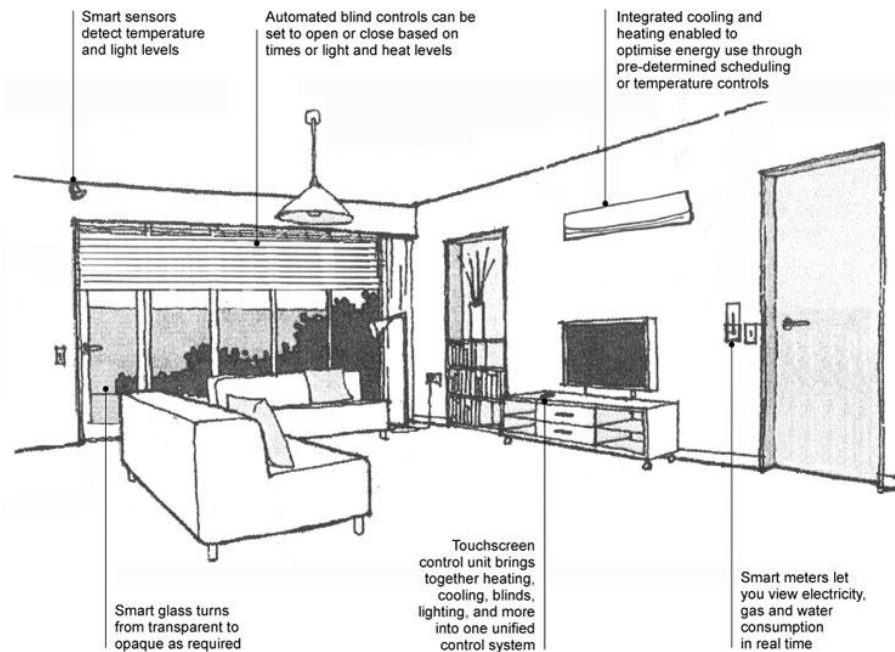 Smart sensors
detect temperature
and light levels
Automated blind controls can be
set to open or close based on
times or light and heat levels
Integrated cooling and
heating enabled to
optimise energy use through
pre-determined scheduling
or temperature controls
Smart glass turns
from transparent to
opaque as required
Touchscreen
control unit brings
together heating,
cooling, blinds,
lighting, and more
into one unified
control system
Smart meters let
you view electricity,
gas and water
consumption
in real time